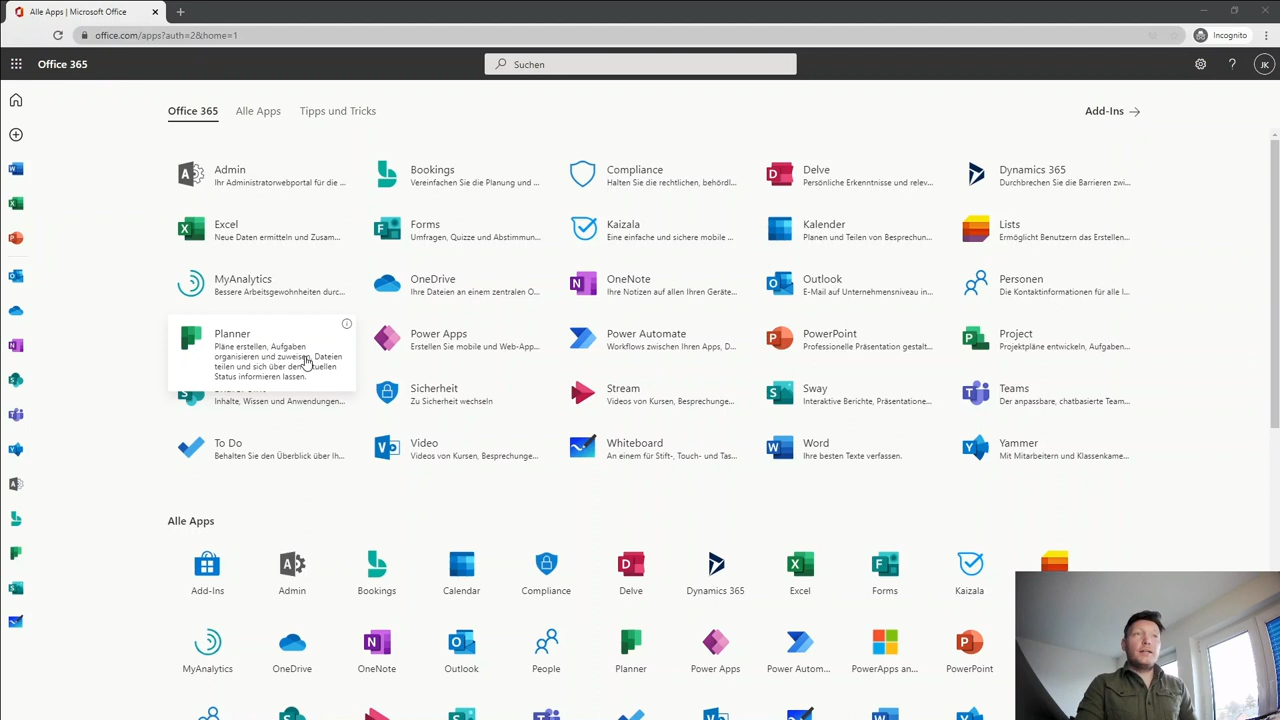 Alle Apps | Microsoft Office
office.com/apps?auth=2&home=1
Incognito
Office 365
Suchen
JK
Office 365
Alle Apps
Tipps und Tricks
Add-Ins
Admin
Ihr Administratorwebportal für die ...
Bookings
Vereinfachen Sie die Planung und ...
Compliance
Halten Sie die rechtlichen, behördl...
Delve
Persönliche Erkenntnisse und relev...
Dynamics 365
Durchbrechen Sie die Barrieren zwi...
Excel
Neue Daten ermitteln und Zusam...
Forms
Umfragen, Quizze und Abstimmun...
Kaizala
Eine einfache und sichere mobile ...
Kalender
Planen und Teilen von Besprechun...
Lists
Ermöglicht Benutzern das Erstellen...
MyAnalytics
Bessere Arbeitsgewohnheiten durc...
OneDrive
Ihre Dateien an einem zentralen O...
OneNote
Ihre Notizen auf allen Ihren Geräte...
Outlook
E-Mail auf Unternehmensniveau in...
Personen
Die Kontaktinformationen für alle I...
Planner
Pläne erstellen, Aufgaben
organisieren und zuweisen, Dateien
teilen und sich über den aktuellen
Status informieren lassen.
Power Apps
Erstellen Sie mobile und Web-App...
Power Automate
Workflows zwischen Ihren Apps, D...
PowerPoint
Professionelle Präsentation gestalt...
Project
Projektpläne entwickeln, Aufgaben...
Inhalte, Wissen und Anwendungen...
Sicherheit
Zu Sicherheit wechseln
Stream
Videos von Kursen, Besprechunge...
Sway
Interaktive Berichte, Präsentatione...
Teams
Der anpassbare, chatbasierte Team...
To Do
Behalten Sie den Überblick über Ih...
Video
Videos von Kursen, Besprechunge...
Whiteboard
An einem für Stift-, Touch- und Tas...
Word
Ihre besten Texte verfassen.
Yammer
Mit Mitarbeitern und Klassenkame...
Alle Apps
Add-Ins
Admin
Bookings
Calendar
Compliance
Delve
Dynamics 365
Excel
Forms
Kaizala
MyAnalytics
OneDrive
OneNote
Outlook
People
Planner
Power Apps
Power Autom...
PowerApps an...
PowerPoint